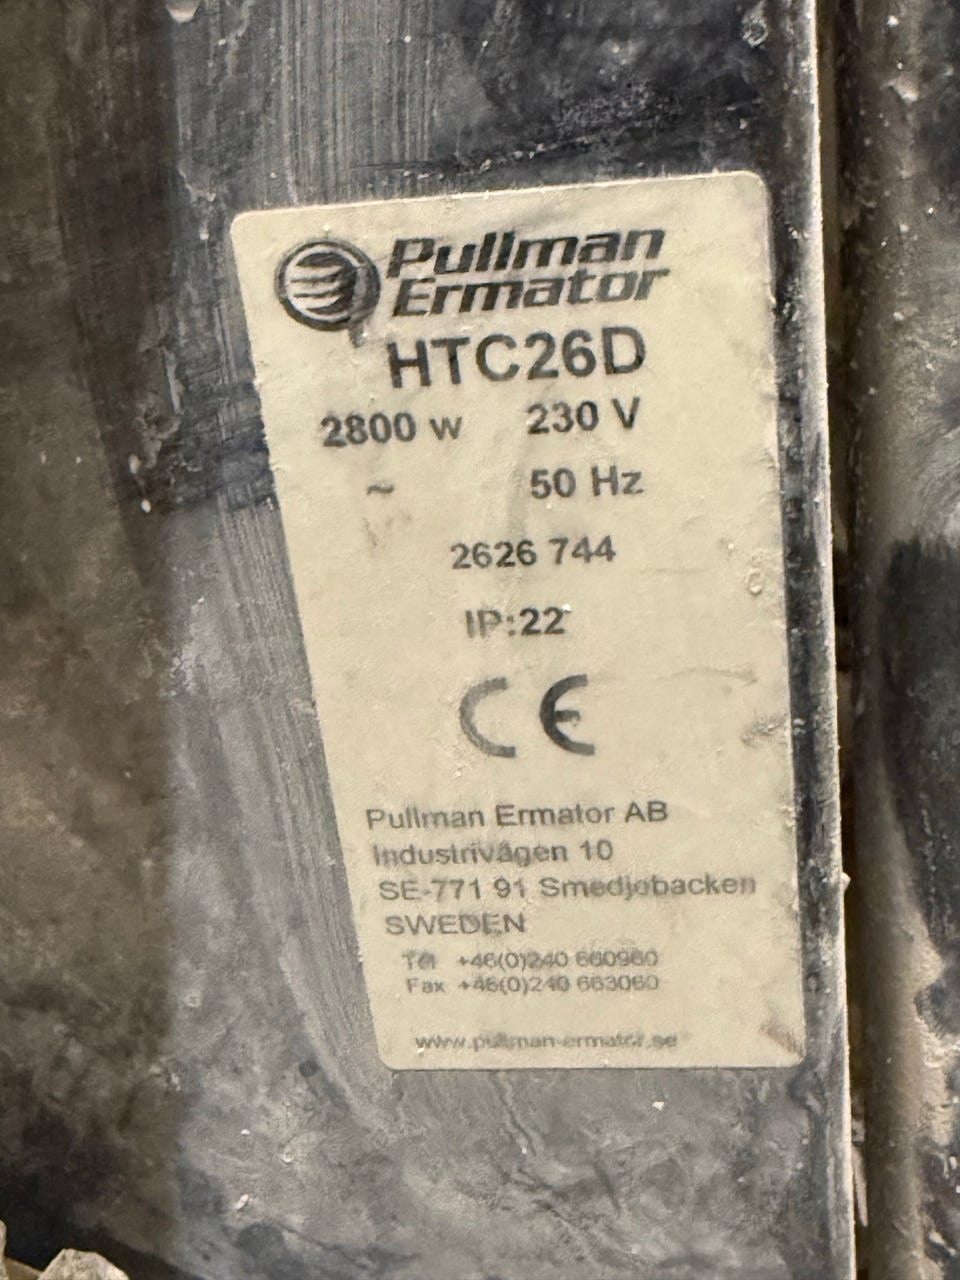 Pullman
Ermator
HTC26D
2800 w 230 V
~ 50 Hz
2626 744
IP:22
CE
Pullman Ermator AB
Industrivägen 10
SE-771 91 Smedjebacken
SWEDEN
Tel +46(0)240 660960
Fax +46(0)240 663060
www.pullman-ermator.se